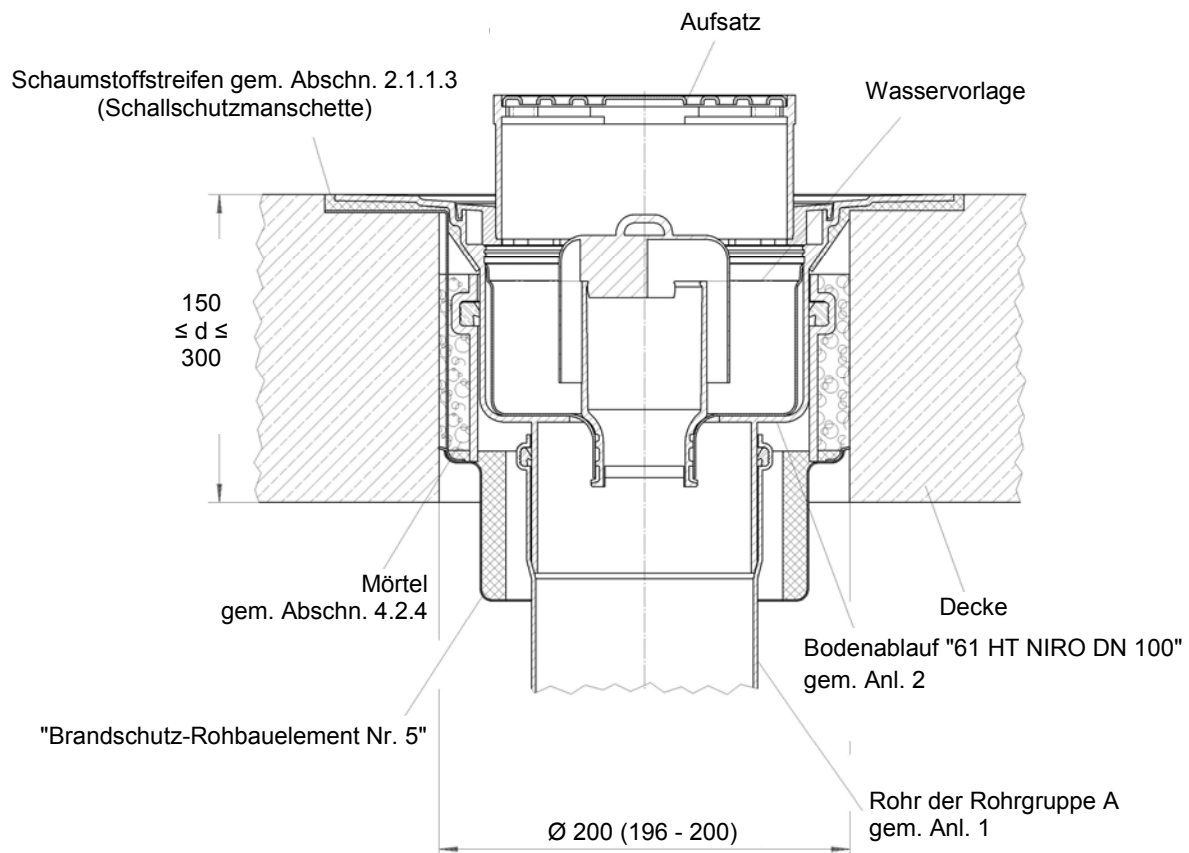 Aufsatz
Schaumstoffstreifen gem. Abschn. 2.1.1.3
(Schallschutzmanschette)
Wasservorlage
150
≤ d ≤
300
Mörtel
gem. Abschn. 4.2.4
Decke
Bodenablauf "61 HT NIRO DN 100"
gem. Anl. 2
"Brandschutz-Rohbauelement Nr. 5"
Rohr der Rohrgruppe A
gem. Anl. 1
Ø 200 (196 - 200)